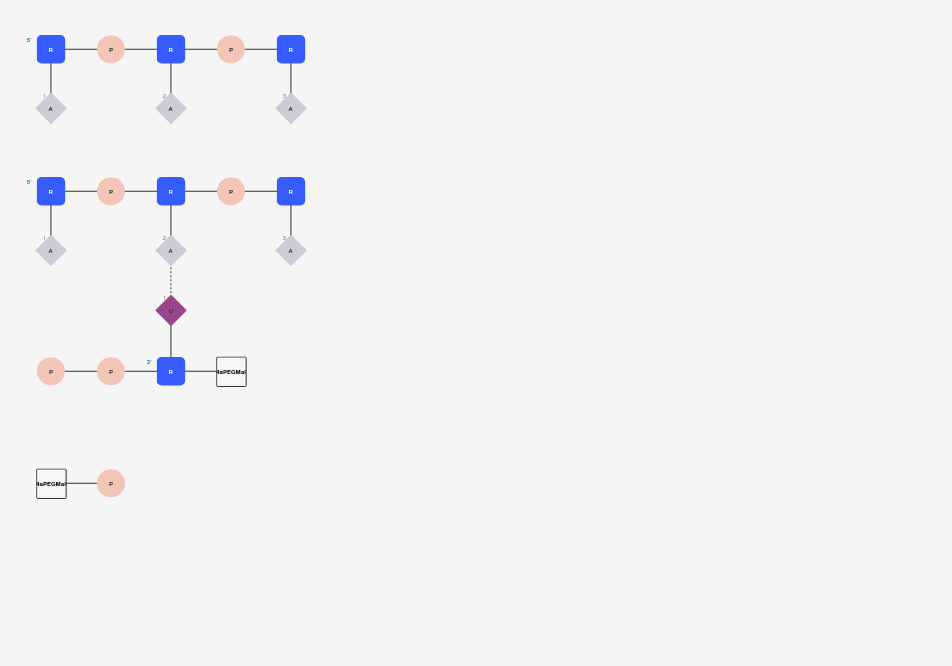 5' R P R P R
1 2 3
A A A
5' R P R P R
1 2 3
A A A
1
U
3'
P P R 4aPEGMal
4aPEGMal P